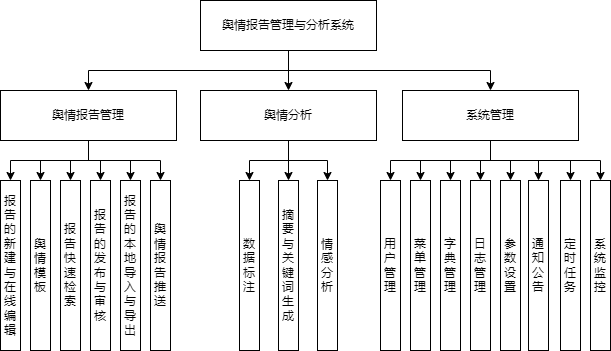 舆情报告管理与分析系统
舆情报告管理
舆情分析
系统管理
报告的新建与在线编辑
舆情模板
报告快速检索
报告的发布与审核
报告的本地导入与导出
舆情报告推送
数据标注
摘要与关键词生成
情感分析
用户管理
菜单管理
字典管理
日志管理
参数设置
通知公告
定时任务
系统监控